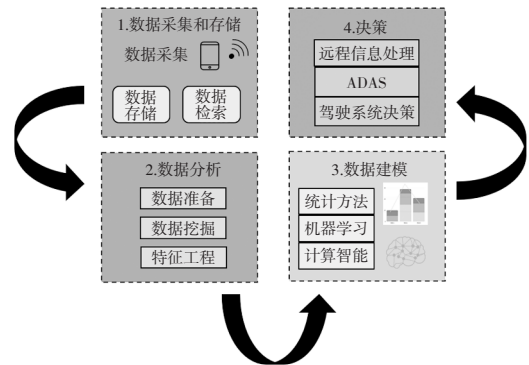 1.数据采集和存储
数据采集
数据
存储
数据
检索
2.数据分析
数据准备
数据挖掘
特征工程
3.数据建模
统计方法
机器学习
计算智能
4.决策
远程信息处理
ADAS
驾驶系统决策